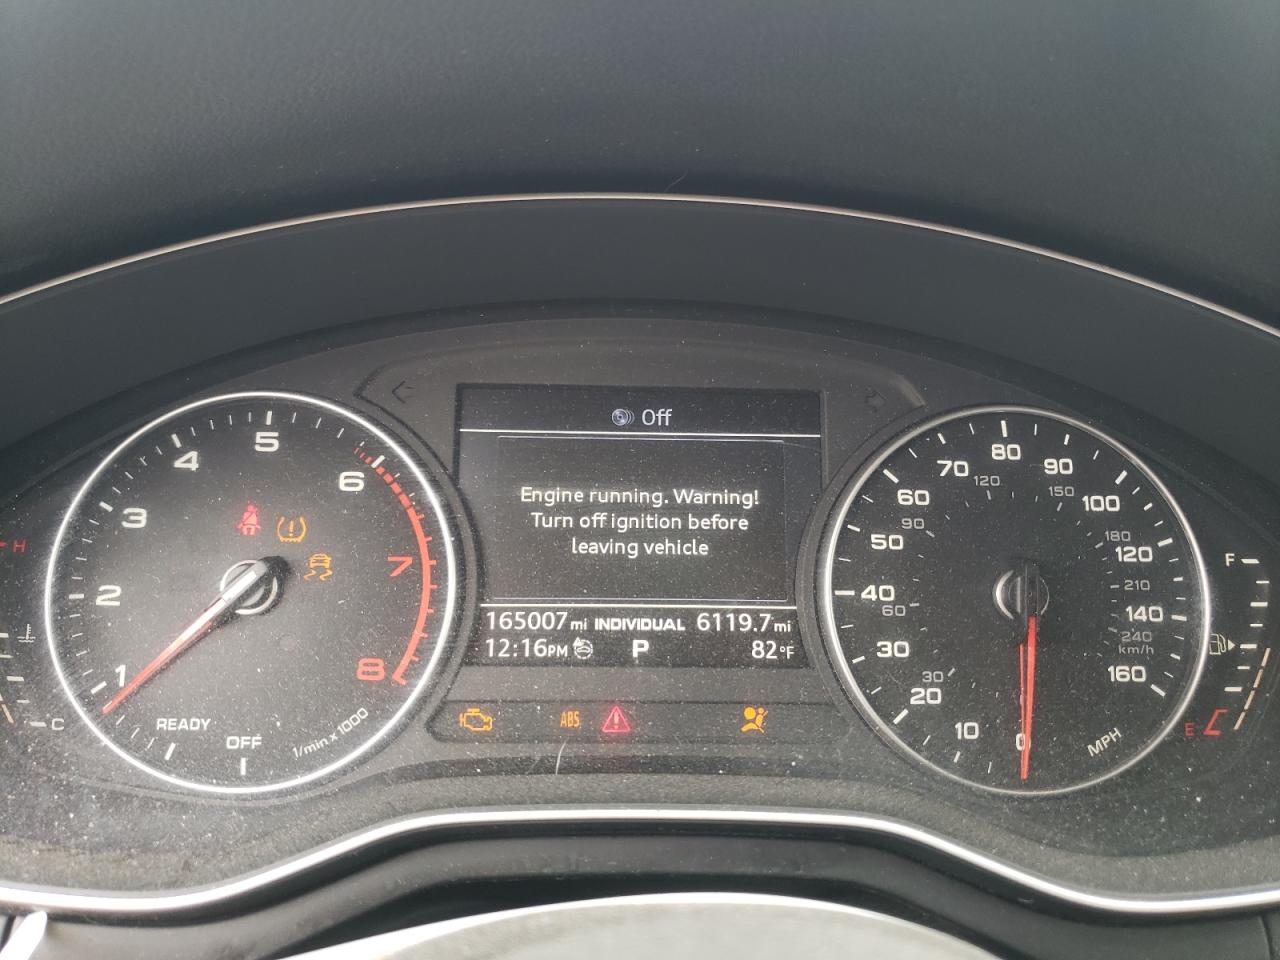 Off
Engine running. Warning!
Turn off ignition before
leaving vehicle
165007 mi INDIVIDUAL 6119.7 mi
12:16PM P 82°F
ABS
H
C
OFF
READY
1
2
3
4
5
6
7
8
1/min x 1000
0
10
20
30
40
50
60
70
80
90
100
120
140
160
MPH
30
60
90
120
150
180
210
240
km/h
F
E